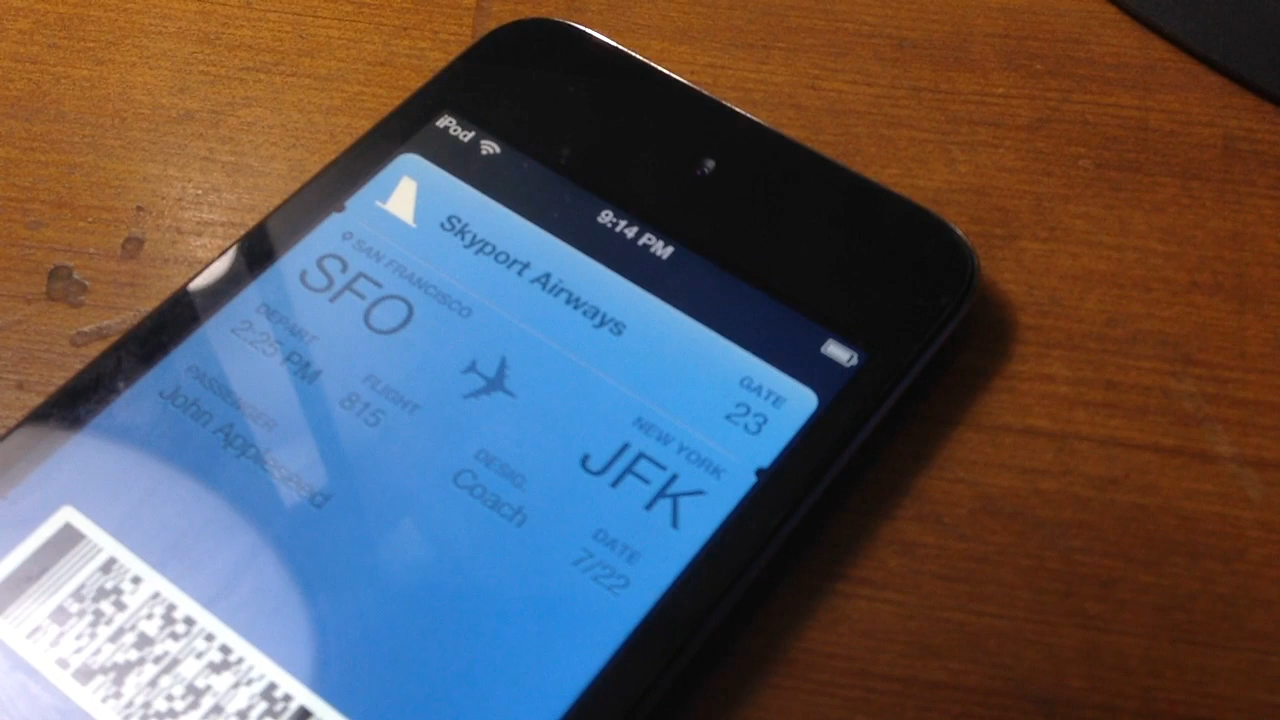 iPod
9:14 PM
Skyport Airways
GATE
23
SAN FRANCISCO
SFO
NEW YORK
JFK
DEPART
2:25 PM
FLIGHT
815
DESIG.
Coach
DATE
7/22
PASSENGER
John Appleseed